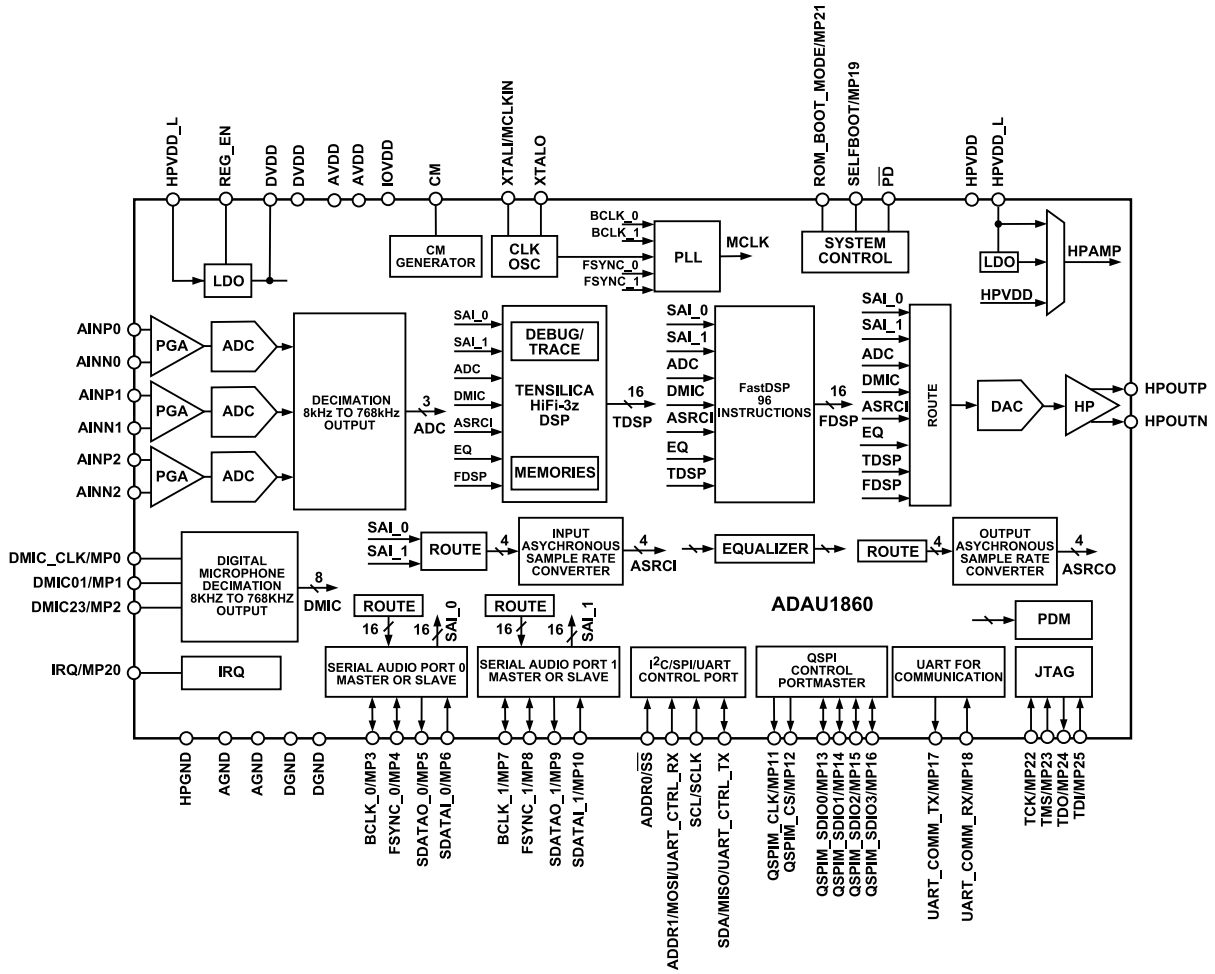 HPVDD_L
REG_EN
DVDD
DVDD
AVDD
AVDD
IOVDD
CM
XTALI/MCLKIN
XTALO
ROM_BOOT_MODE/MP21
SELFBOOT/MP19
PD
HPVDD
HPVDD_L
LDO
CM
GENERATOR
CLK
OSC
BCLK_0
BCLK_1
FSYNC_0
FSYNC_1
PLL
MCLK
SYSTEM
CONTROL
LDO
HPVDD
HPAMP
AINP0
AINN0
AINP1
AINN1
AINP2
AINN2
PGA
ADC
PGA
ADC
PGA
ADC
DECIMATION
8kHz TO 768kHz
OUTPUT
3
ADC
SAI_0
SAI_1
ADC
DMIC
ASRCI
EQ
FDSP
DEBUG/
TRACE
TENSILICA
HiFi-3z
DSP
MEMORIES
16
TDSP
SAI_0
SAI_1
ADC
DMIC
ASRCI
EQ
TDSP
FastDSP
96
INSTRUCTIONS
16
FDSP
SAI_0
SAI_1
ADC
DMIC
ASRCI
EQ
TDSP
FDSP
ROUTE
DAC
HP
HPOUTP
HPOUTN
DMIC_CLK/MP0
DMIC01/MP1
DMIC23/MP2
DIGITAL
MICROPHONE
DECIMATION
8KHZ TO 768KHZ
OUTPUT
8
DMIC
SAI_0
SAI_1
ROUTE
4
INPUT
ASYCHRONOUS
SAMPLE RATE
CONVERTER
4
ASRCI
EQUALIZER
ROUTE
4
OUTPUT
ASYCHRONOUS
SAMPLE RATE
CONVERTER
4
ASRCO
ADAU1860
PDM
IRQ/MP20
IRQ
ROUTE
16
16
SAI_0
SERIAL AUDIO PORT 0
MASTER OR SLAVE
ROUTE
16
16
SAI_1
SERIAL AUDIO PORT 1
MASTER OR SLAVE
I2C/SPI/UART
CONTROL PORT
QSPI
CONTROL
PORTMASTER
UART FOR
COMMUNICATION
JTAG
HPGND
AGND
AGND
DGND
DGND
BCLK_0/MP3
FSYNC_0/MP4
SDATAO_0/MP5
SDATAI_0/MP6
BCLK_1/MP7
FSYNC_1/MP8
SDATAO_1/MP9
SDATAI_1/MP10
ADDR0/SS
ADDR1/MOSI/UART_CTRL_RX
SCL/SCLK
SDA/MISO/UART_CTRL_TX
QSPIM_CLK/MP11
QSPIM_CS/MP12
QSPIM_SDIO0/MP13
QSPIM_SDIO1/MP14
QSPIM_SDIO2/MP15
QSPIM_SDIO3/MP16
UART_COMM_TX/MP17
UART_COMM_RX/MP18
TCK/MP22
TMS/MP23
TDO/MP24
TDI/MP25